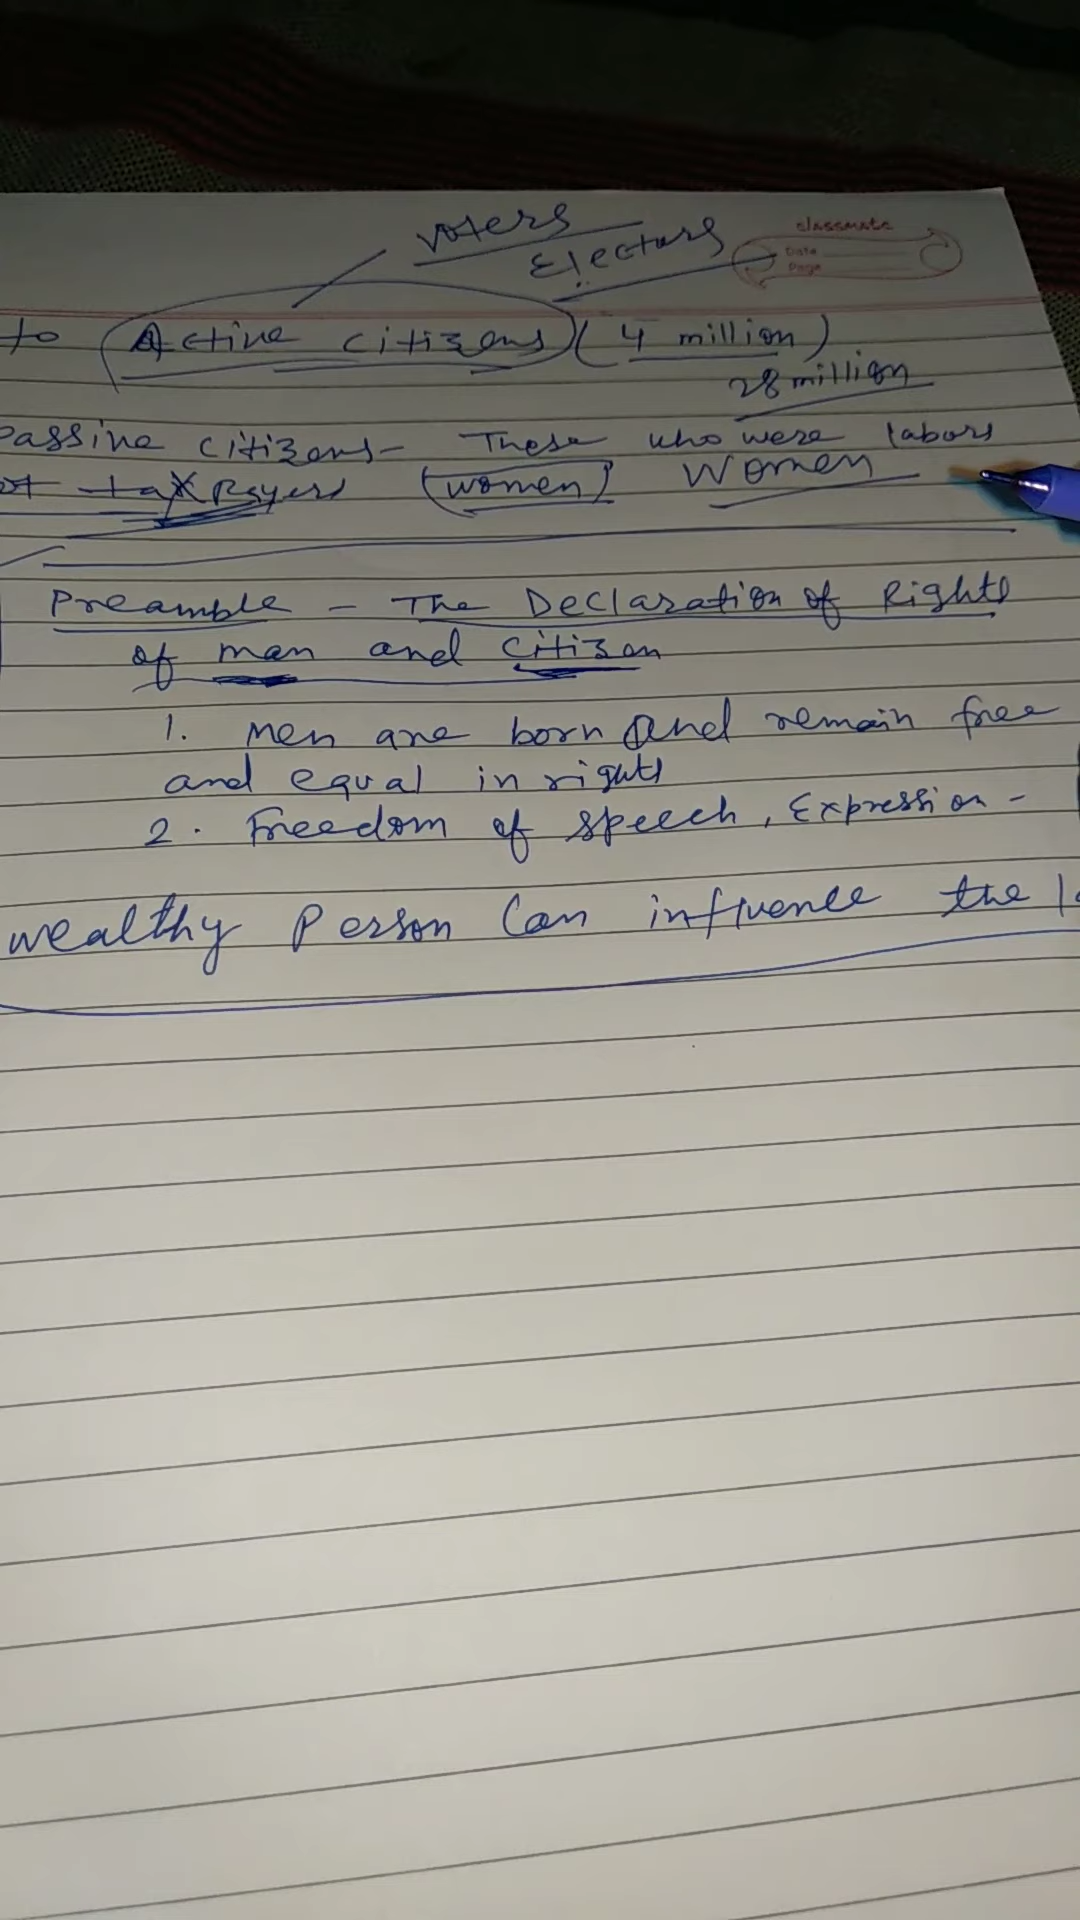 voters
Electors
classmate
Date
Page
to Active citizens (4 million)
28 million
Passive citizens- These who were labors
ot taxpayers (women) Women
Preamble - The Declaration of Rights
of man and citizen
1. Men are born and remain free
and equal in rights
2. Freedom of speech, Expression -
wealthy Person Can influence the